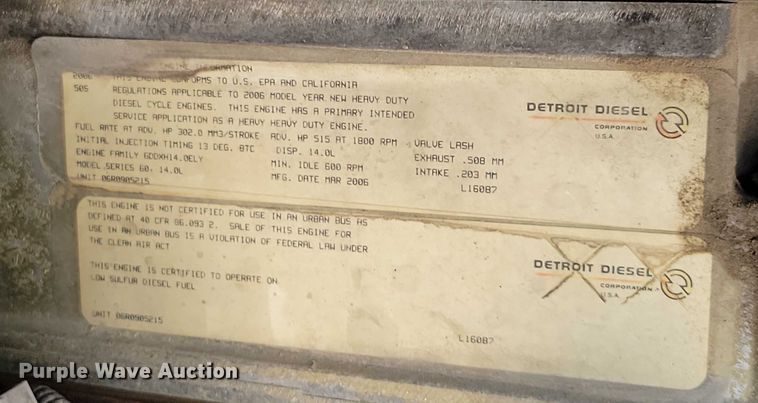 ENGINE INFORMATION
2006 THIS ENGINE CONFORMS TO U.S. EPA AND CALIFORNIA
505 REGULATIONS APPLICABLE TO 2006 MODEL YEAR NEW HEAVY DUTY
DIESEL CYCLE ENGINES. THIS ENGINE HAS A PRIMARY INTENDED
SERVICE APPLICATION AS A HEAVY HEAVY DUTY ENGINE.
FUEL RATE AT ADV. HP 302.0 MM3/STROKE ADV. HP 515 AT 1800 RPM VALVE LASH
INITIAL INJECTION TIMING 13 DEG. BTC DISP. 14.0L EXHAUST .508 MM
ENGINE FAMILY 6DDXH14.0ELY MIN. IDLE 600 RPM INTAKE .203 MM
MODEL SERIES 60, 14.0L MFG. DATE MAR 2006 L16087
UNIT 06R0905215
DETROIT DIESEL
CORPORATION
U.S.A.
THIS ENGINE IS NOT CERTIFIED FOR USE IN AN URBAN BUS AS
DEFINED AT 40 CFR 86.093 2. SALE OF THIS ENGINE FOR
USE IN AN URBAN BUS IS A VIOLATION OF FEDERAL LAW UNDER
THE CLEAN AIR ACT
THIS ENGINE IS CERTIFIED TO OPERATE ON
LOW SULFUR DIESEL FUEL
UNIT 06R0905215
L16087
DETROIT DIESEL
CORPORATION
U.S.A.
Purple Wave Auction